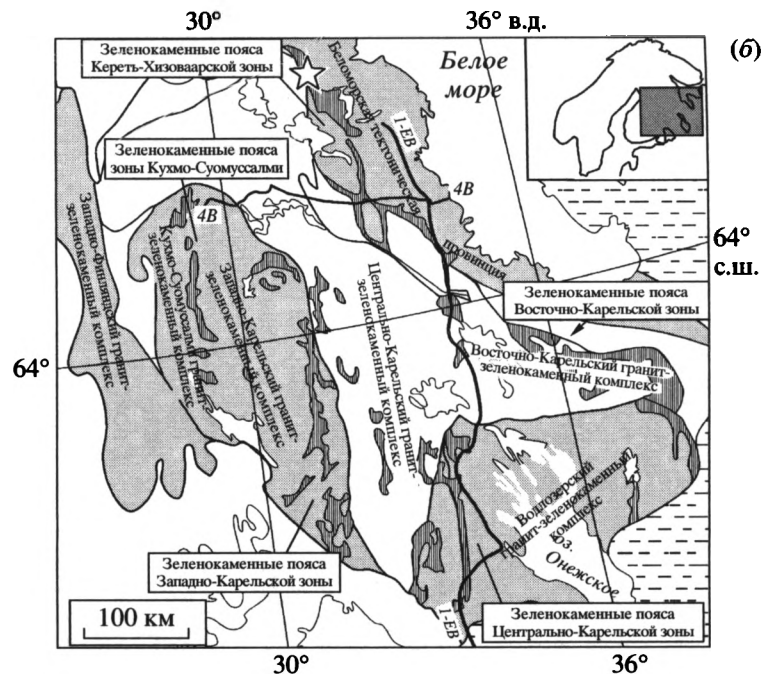 30°
36° в.д.
(б)
Зеленокаменные пояса
Кереть-Хизоваарской зоны
Белое
море
Беломорская тектоническая
провинция
1-ЕВ
Зеленокаменные пояса
зоны Кухмо-Суомуссалми
4В
4В
64°
с.ш.
Западно-Финляндский гранит-
зеленокаменный комплекс
Кухмо-Суомуссалми гранит-
зеленокаменный комплекс
Западно-Карельский гранит-
зеленокаменный комплекс
Центрально-Карельский гранит-
зеленокаменный комплекс
Зеленокаменные пояса
Восточно-Карельской зоны
Восточно-Карельский гранит-
зеленокаменный комплекс
64°
Водлозерский
гранит-зеленокаменный
комплекс
оз.
Онежское
Зеленокаменные пояса
Западно-Карельской зоны
Зеленокаменные пояса
Центрально-Карельской зоны
1-ЕВ
100 км
30°
36°